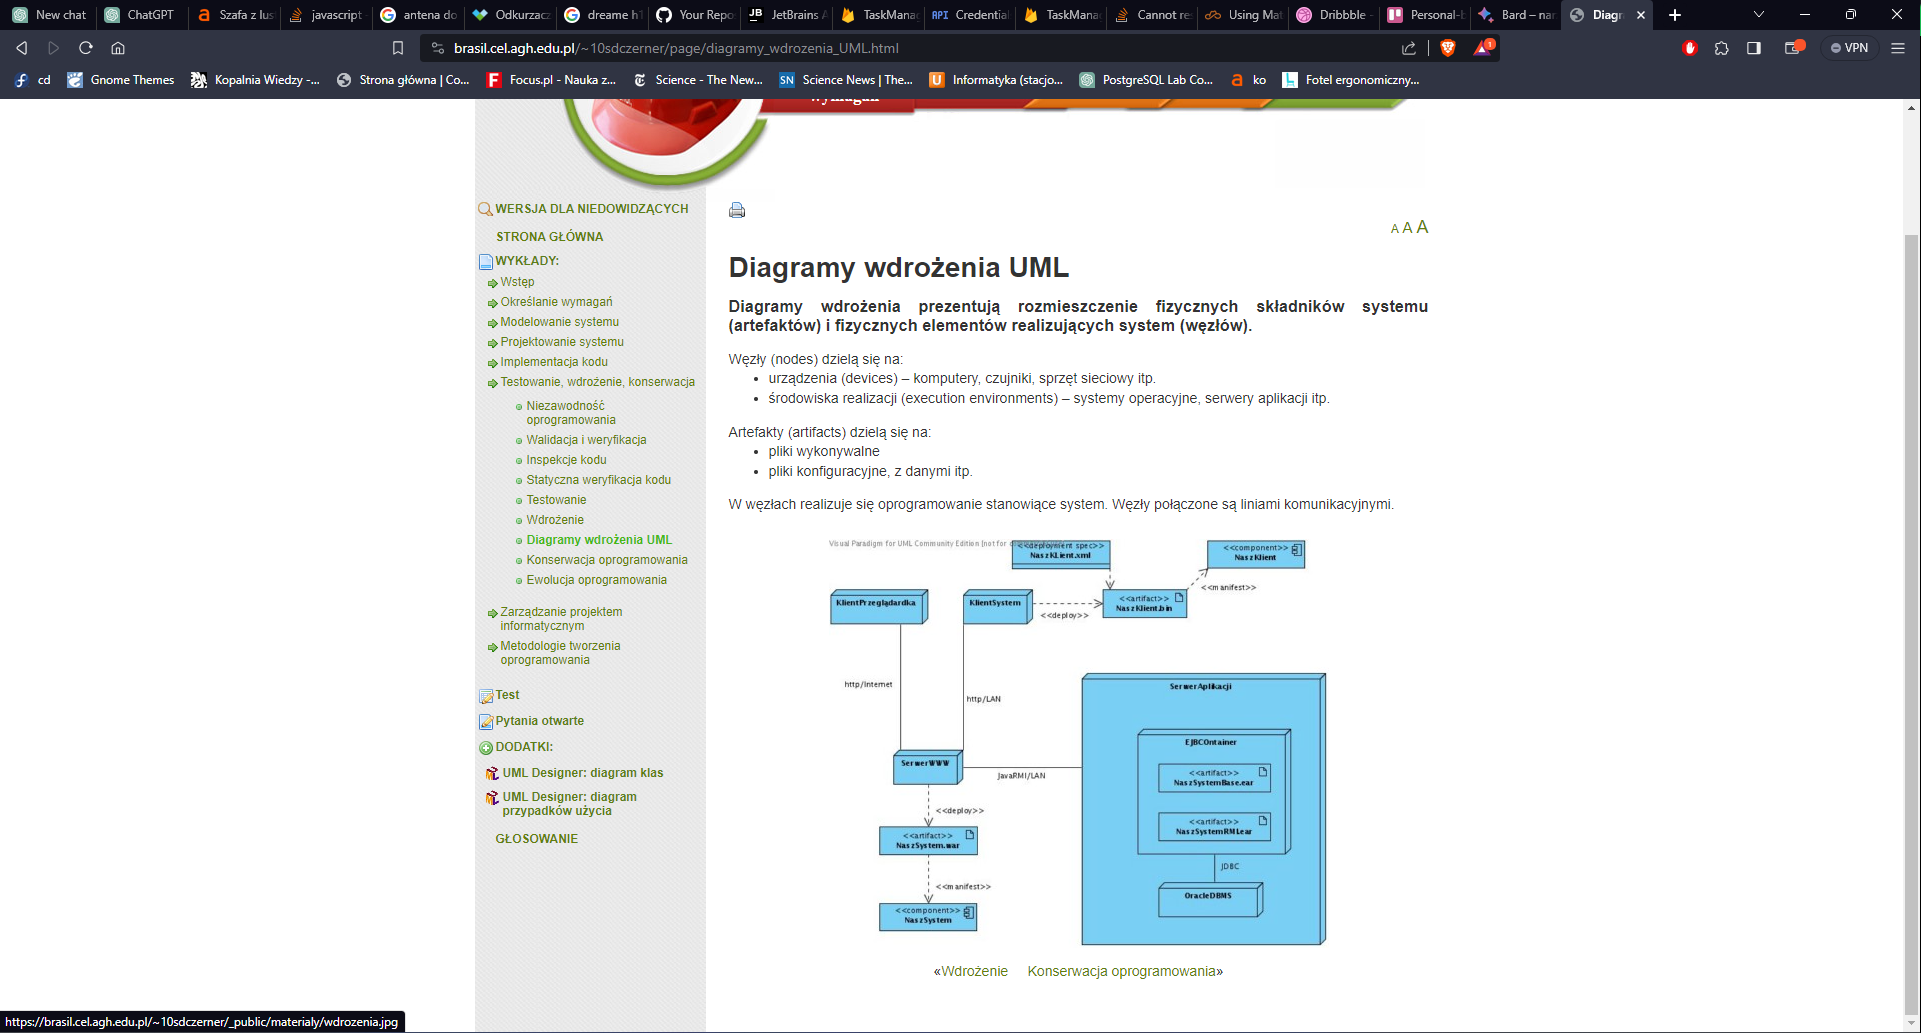 New chat
ChatGPT
Szafa z lus
javascript
antena do
Odkurzacz
dreame h1
Your Repo
JetBrains A
TaskMana
Credential
TaskMana
Cannot re
Using Mat
Dribbble -
Personal-b
Bard – nar
Diagr
brasil.cel.agh.edu.pl/~10sdczerner/page/diagramy_wdrozenia_UML.html
1
VPN
cd
Gnome Themes
Kopalnia Wiedzy -...
Strona główna | Co...
Focus.pl - Nauka z...
Science - The New...
Science News | The...
Informatyka (stacjo...
PostgreSQL Lab Co...
ko
Fotel ergonomiczny...
wymagań
WERSJA DLA NIEDOWIDZĄCYCH
STRONA GŁÓWNA
WYKŁADY:
Wstęp
Określanie wymagań
Modelowanie systemu
Projektowanie systemu
Implementacja kodu
Testowanie, wdrożenie, konserwacja
Niezawodność
oprogramowania
Walidacja i weryfikacja
Inspekcje kodu
Statyczna weryfikacja kodu
Testowanie
Wdrożenie
Diagramy wdrożenia UML
Konserwacja oprogramowania
Ewolucja oprogramowania
Zarządzanie projektem
informatycznym
Metodologie tworzenia
oprogramowania
Test
Pytania otwarte
DODATKI:
UML Designer: diagram klas
UML Designer: diagram
przypadków użycia
GŁOSOWANIE
A A A
Diagramy wdrożenia UML
Diagramy wdrożenia prezentują rozmieszczenie fizycznych składników systemu
(artefaktów) i fizycznych elementów realizujących system (węzłów).
Węzły (nodes) dzielą się na:
• urządzenia (devices) – komputery, czujniki, sprzęt sieciowy itp.
• środowiska realizacji (execution environments) – systemy operacyjne, serwery aplikacji itp.
Artefakty (artifacts) dzielą się na:
• pliki wykonywalne
• pliki konfiguracyjne, z danymi itp.
W węzłach realizuje się oprogramowanie stanowiące system. Węzły połączone są liniami komunikacyjnymi.
Visual Paradigm for UML Community Edition [not for
<<deployment spec>>
NaszKLient.xml
<<component>>
NaszKlient
<<manifest>>
KlientPrzeglądardka
KlientSystem
<<deploy>>
<<artifact>>
NaszKlient.bin
http/Internet
http/LAN
SerwerAplikacji
EJBCOntainer
<<artifact>>
NaszSystemBase.ear
<<artifact>>
NaszSystemRMI.ear
JDBC
OracleDBMS
SerwerWWW
JavaRMI/LAN
<<deploy>>
<<artifact>>
NaszSystem.war
<<manifest>>
<<component>>
NaszSystem
«Wdrożenie Konserwacja oprogramowania»
https://brasil.cel.agh.edu.pl/~10sdczerner/_public/materialy/wdrozenia.jpg